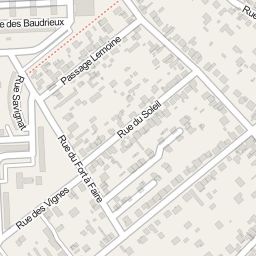 e des Baudrieux
Rue
Passage Lemoine
Rue Savignat
Rue du Soleil
Rue du Fort à Faire
Rue des Vignes